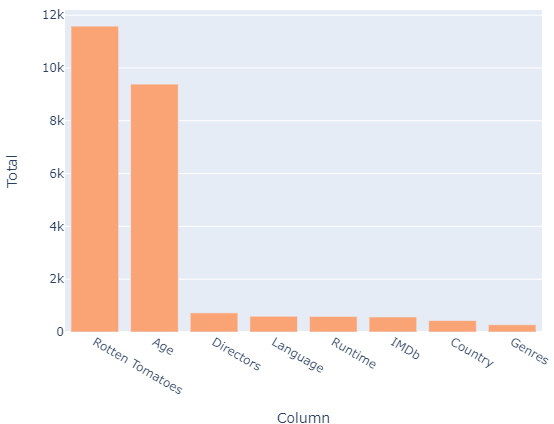 12k
10k
8k
6k
4k
2k
0
Total
Rotten Tomatoes
Age
Directors
Language
Runtime
IMDb
Country
Genres
Column